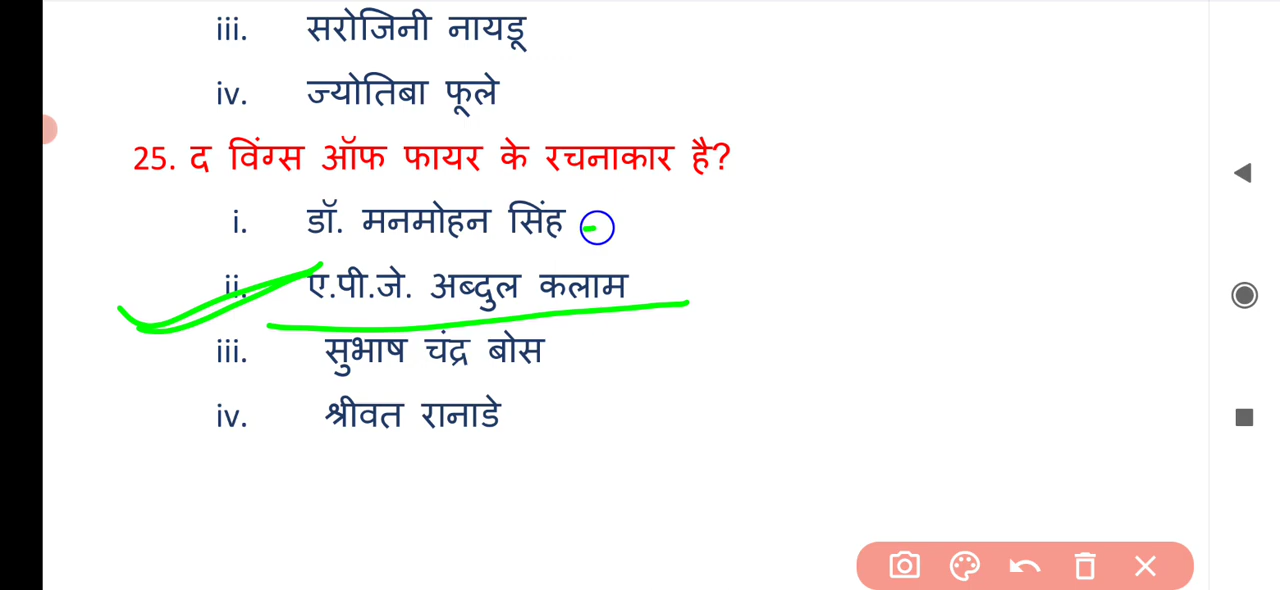 iii. सरोजिनी नायडू
iv. ज्योतिबा फूले
25. द विंग्स ऑफ फायर के रचनाकार है?
i. डॉ. मनमोहन सिंह
ii. ए.पी.जे. अब्दुल कलाम
iii. सुभाष चंद्र बोस
iv. श्रीवत रानाडे